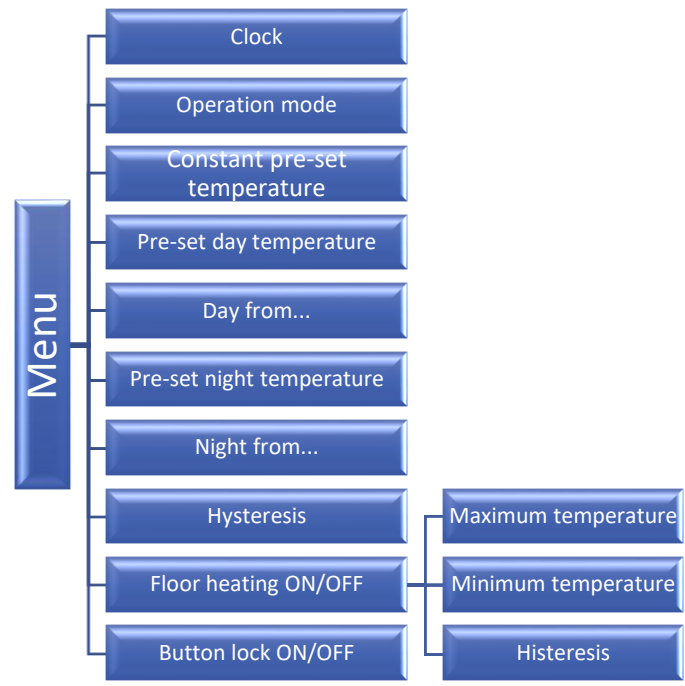 Menu
Clock
Operation mode
Constant pre-set
temperature
Pre-set day temperature
Day from...
Pre-set night temperature
Night from...
Hysteresis
Floor heating ON/OFF
Maximum temperature
Minimum temperature
Histeresis
Button lock ON/OFF